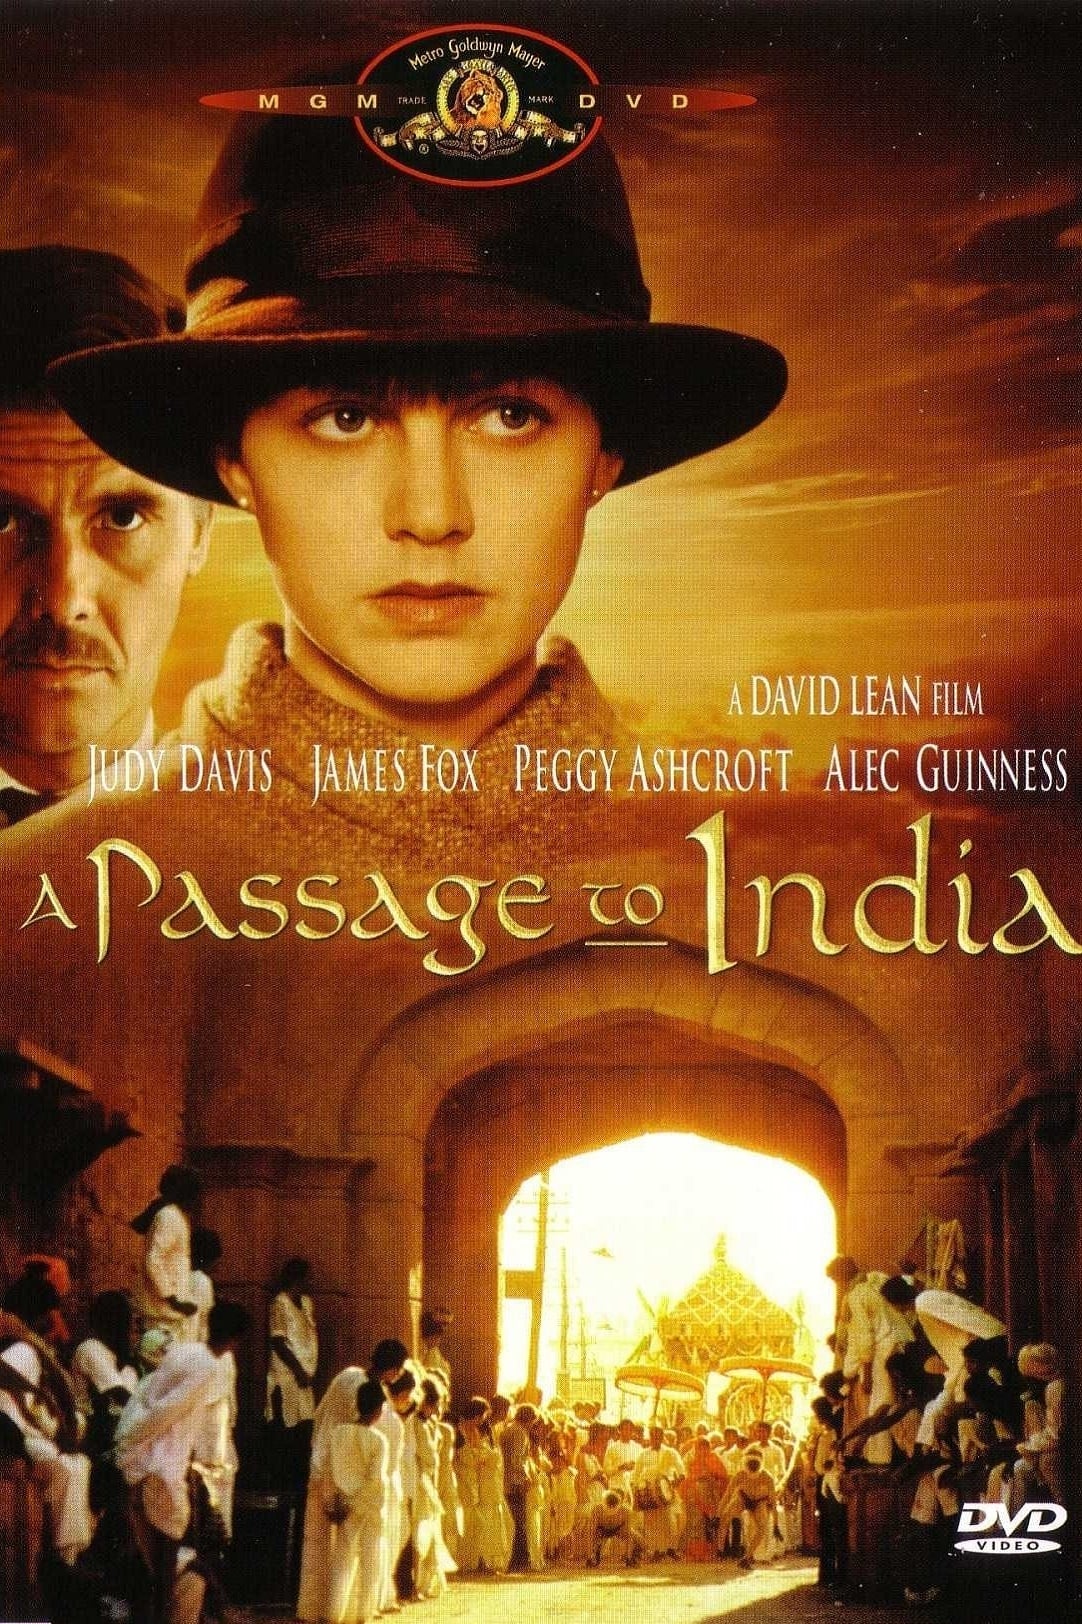 Metro Goldwyn Mayer
MGM TRADE MARK DVD
®
A DAVID LEAN FILM
JUDY DAVIS JAMES FOX PEGGY ASHCROFT ALEC GUINNESS
A PASSAGE TO INDIA
DVD
VIDEO